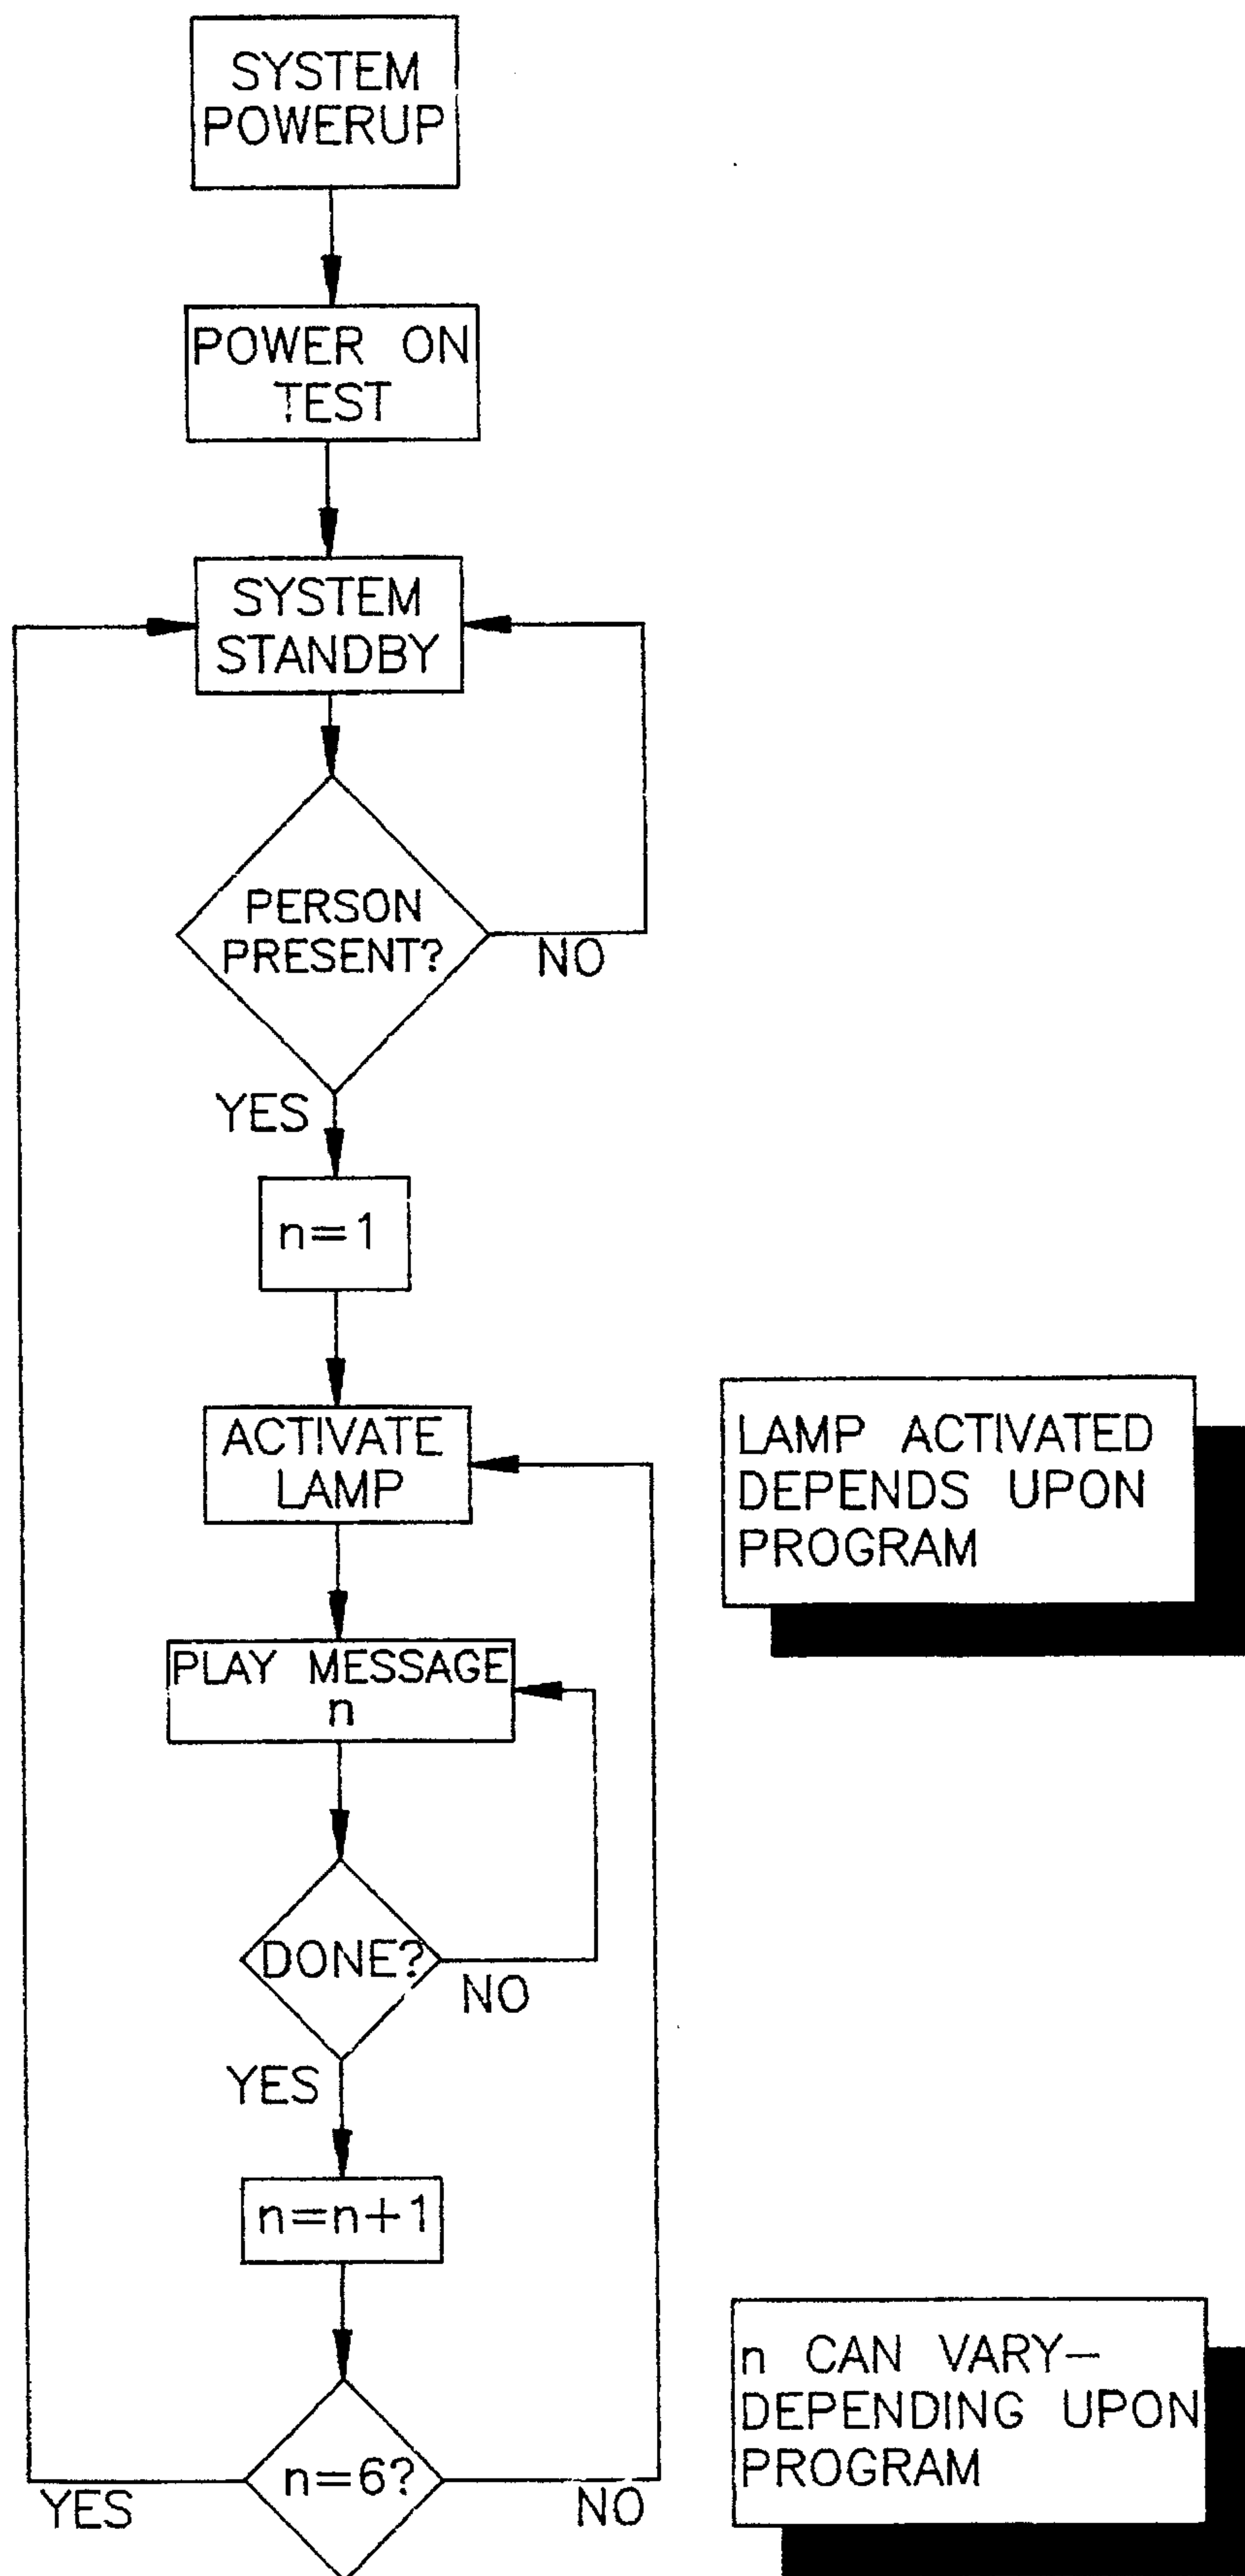 SYSTEM
POWERUP
POWER ON
TEST
SYSTEM
STANDBY
PERSON
PRESENT?
NO
YES
n=1
ACTIVATE
LAMP
LAMP ACTIVATED
DEPENDS UPON
PROGRAM
PLAY MESSAGE
n
DONE?
NO
YES
n=n+1
n CAN VARY-
DEPENDING UPON
PROGRAM
n=6?
YES
NO